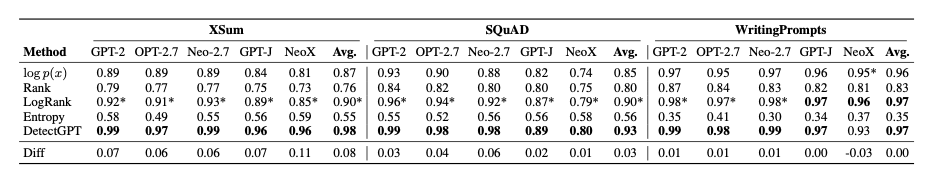 XSum SQuAD WritingPrompts
Method GPT-2 OPT-2.7 Neo-2.7 GPT-J NeoX Avg. GPT-2 OPT-2.7 Neo-2.7 GPT-J NeoX Avg. GPT-2 OPT-2.7 Neo-2.7 GPT-J NeoX Avg.
log p(x) 0.89 0.89 0.89 0.84 0.81 0.87 0.93 0.90 0.88 0.82 0.74 0.85 0.97 0.95 0.97 0.96 0.95* 0.96
Rank 0.79 0.77 0.77 0.75 0.73 0.76 0.84 0.82 0.80 0.80 0.75 0.80 0.87 0.84 0.83 0.82 0.81 0.83
LogRank 0.92* 0.91* 0.93* 0.89* 0.85* 0.90* 0.96* 0.94* 0.92* 0.87* 0.79* 0.90* 0.98* 0.97* 0.98* 0.97 0.96 0.97
Entropy 0.58 0.49 0.55 0.56 0.59 0.55 0.55 0.52 0.56 0.56 0.58 0.56 0.35 0.41 0.30 0.34 0.37 0.35
DetectGPT 0.99 0.97 0.99 0.96 0.96 0.98 0.99 0.98 0.98 0.89 0.80 0.93 0.99 0.98 0.99 0.97 0.93 0.97
Diff 0.07 0.06 0.06 0.07 0.11 0.08 0.03 0.04 0.06 0.02 0.01 0.03 0.01 0.01 0.01 0.00 -0.03 0.00